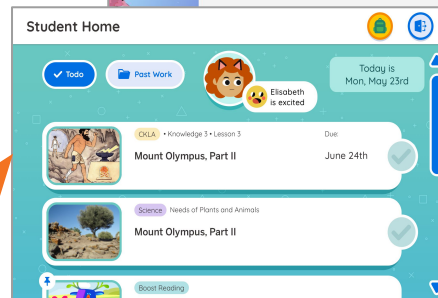 Student Home
Todo
Past Work
Elisabeth
is excited
Today is
Mon, May 23rd
CKLA • Knowledge 3 • Lesson 3
Due:
Mount Olympus, Part II
June 24th
Science Needs of Plants and Animals
Mount Olympus, Part II
Boost Reading